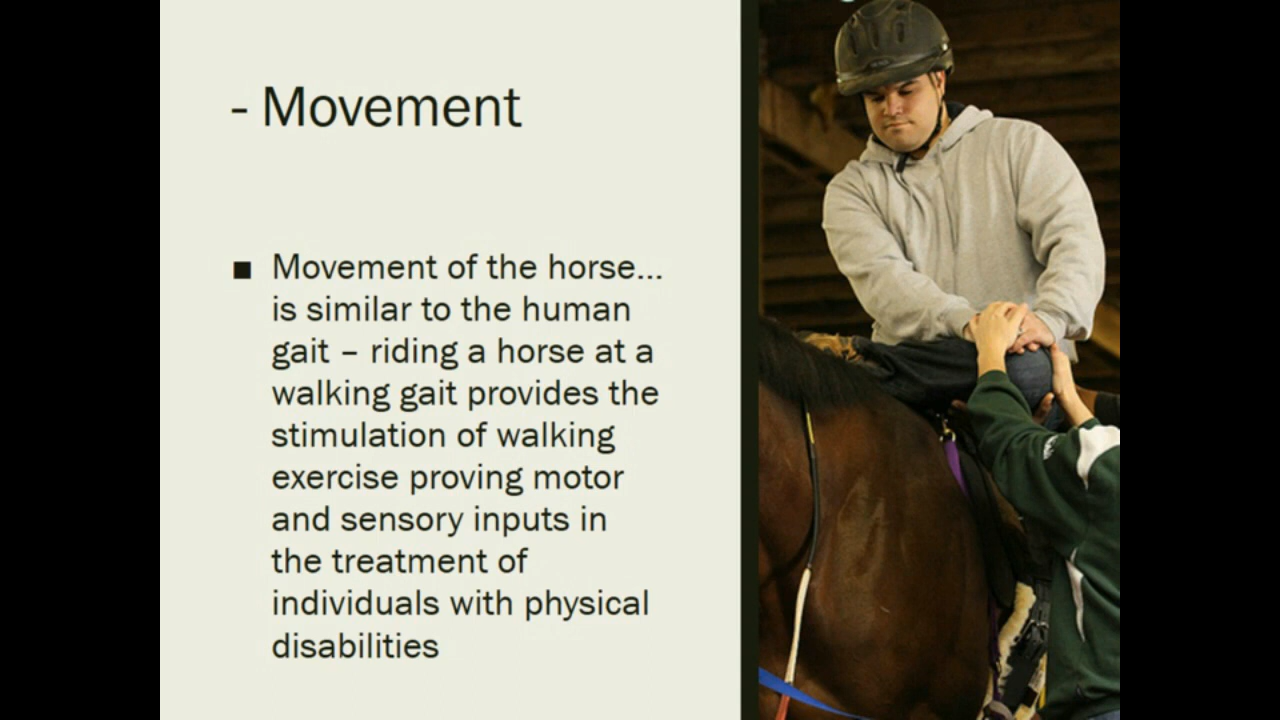 - Movement
■ Movement of the horse...
is similar to the human
gait – riding a horse at a
walking gait provides the
stimulation of walking
exercise proving motor
and sensory inputs in
the treatment of
individuals with physical
disabilities